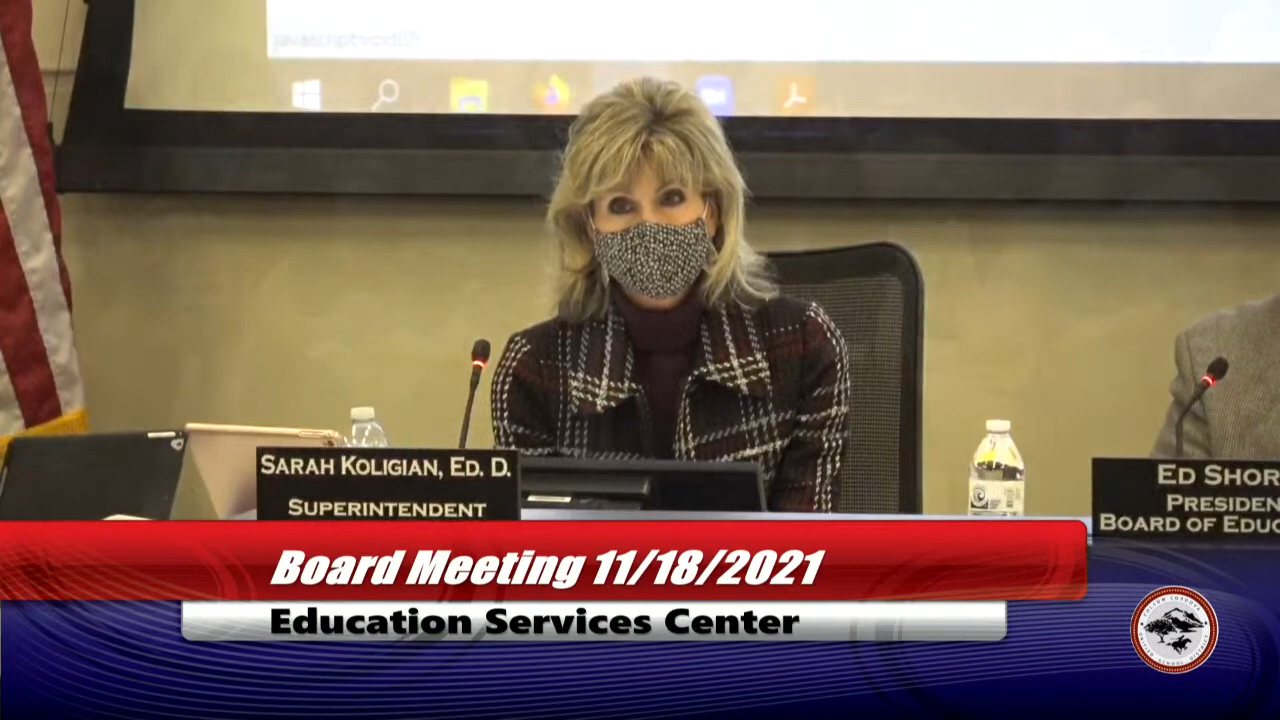 SARAH KOLIGIAN, ED. D.
SUPERINTENDENT
ED SHOR
PRESIDEN
BOARD OF EDUC
Board Meeting 11/18/2021
Education Services Center